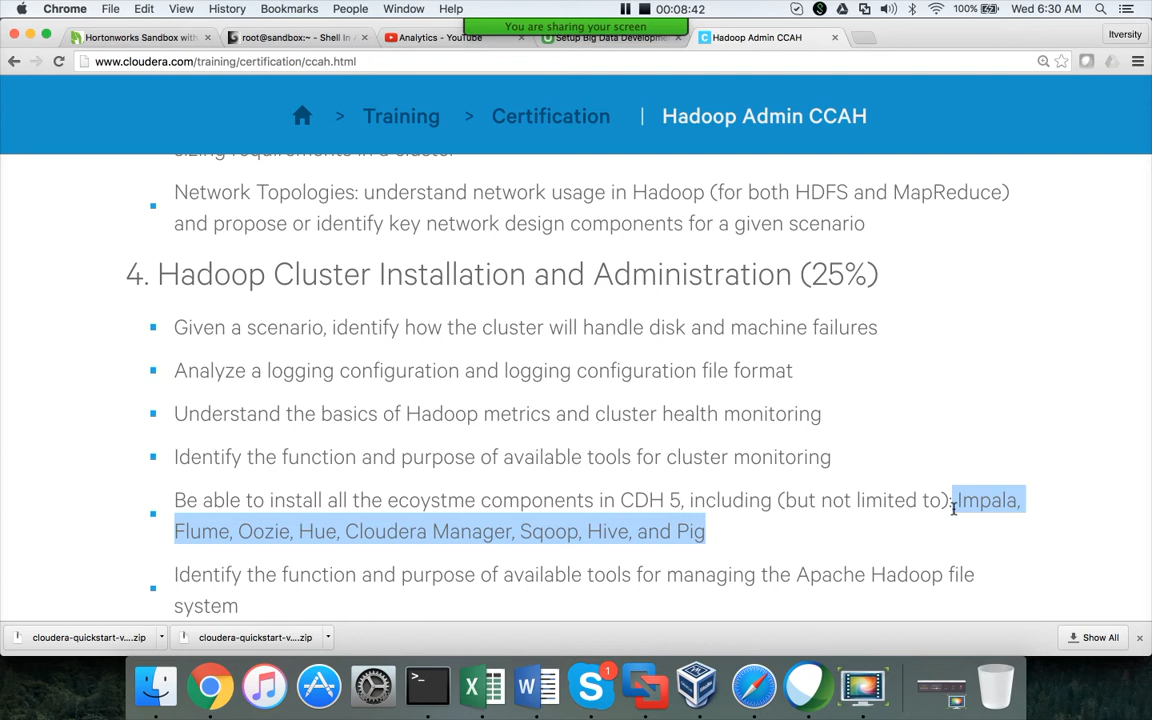 Chrome File Edit View History Bookmarks People Window Help 00:08:42 100% Wed 6:30 AM
You are sharing your screen
Hortonworks Sandbox with root@sandbox:~ - Shell In A Analytics - YouTube Setup Big Data Developm Hadoop Admin CCAH Itversity
www.cloudera.com/training/certification/ccah.html
> Training > Certification | Hadoop Admin CCAH
sizing requirements in a cluster
Network Topologies: understand network usage in Hadoop (for both HDFS and MapReduce)
and propose or identify key network design components for a given scenario
4. Hadoop Cluster Installation and Administration (25%)
Given a scenario, identify how the cluster will handle disk and machine failures
Analyze a logging configuration and logging configuration file format
Understand the basics of Hadoop metrics and cluster health monitoring
Identify the function and purpose of available tools for cluster monitoring
Be able to install all the ecoystme components in CDH 5, including (but not limited to): Impala,
Flume, Oozie, Hue, Cloudera Manager, Sqoop, Hive, and Pig
Identify the function and purpose of available tools for managing the Apache Hadoop file
system
cloudera-quickstart-v....zip cloudera-quickstart-v....zip Show All
1